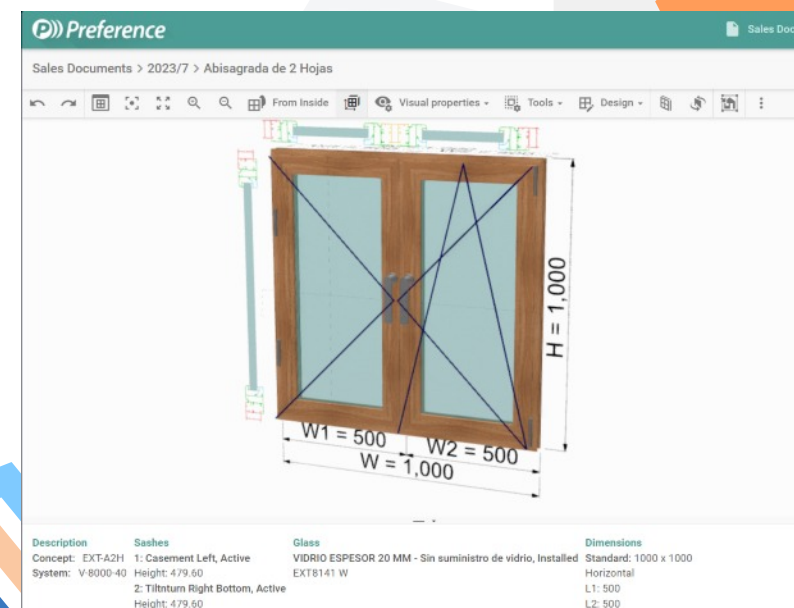 Preference
Sales Doc
Sales Documents > 2023/7 > Abisagrada de 2 Hojas
From Inside
Visual properties
Tools
Design
H = 1,000
W1 = 500
W2 = 500
W = 1,000
Description
Concept: EXT-A2H
System: V-8000-40
Sashes
1: Casement Left, Active
Height: 479.60
2: Tiltnturn Right Bottom, Active
Height: 479.60
Glass
VIDRIO ESPESOR 20 MM - Sin suministro de vidrio, Installed
EXT8141 W
Dimensions
Standard: 1000 x 1000
Horizontal
L1: 500
L2: 500